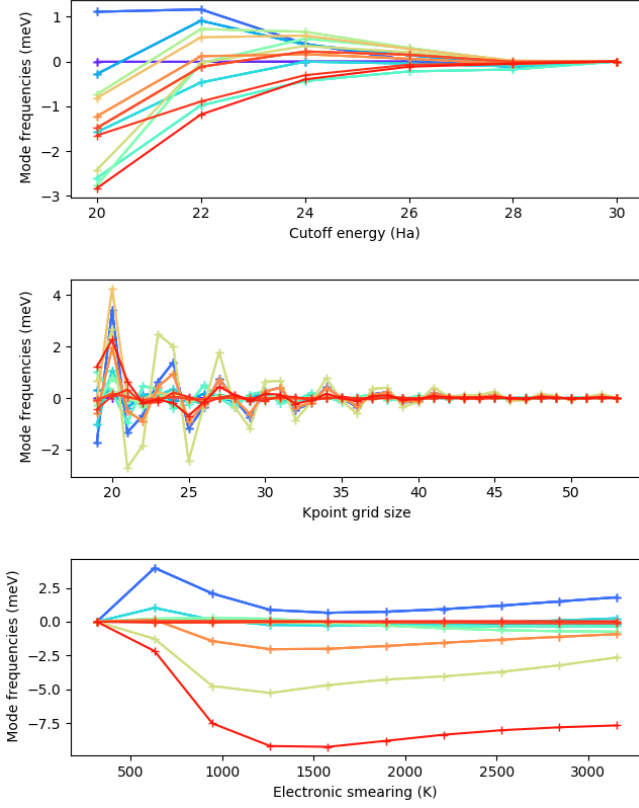 1
0
−1
−2
−3
Mode frequencies (meV)
20 22 24 26 28 30
Cutoff energy (Ha)
4
2
0
−2
Mode frequencies (meV)
20 25 30 35 40 45 50
Kpoint grid size
2.5
0.0
−2.5
−5.0
−7.5
Mode frequencies (meV)
500 1000 1500 2000 2500 3000
Electronic smearing (K)